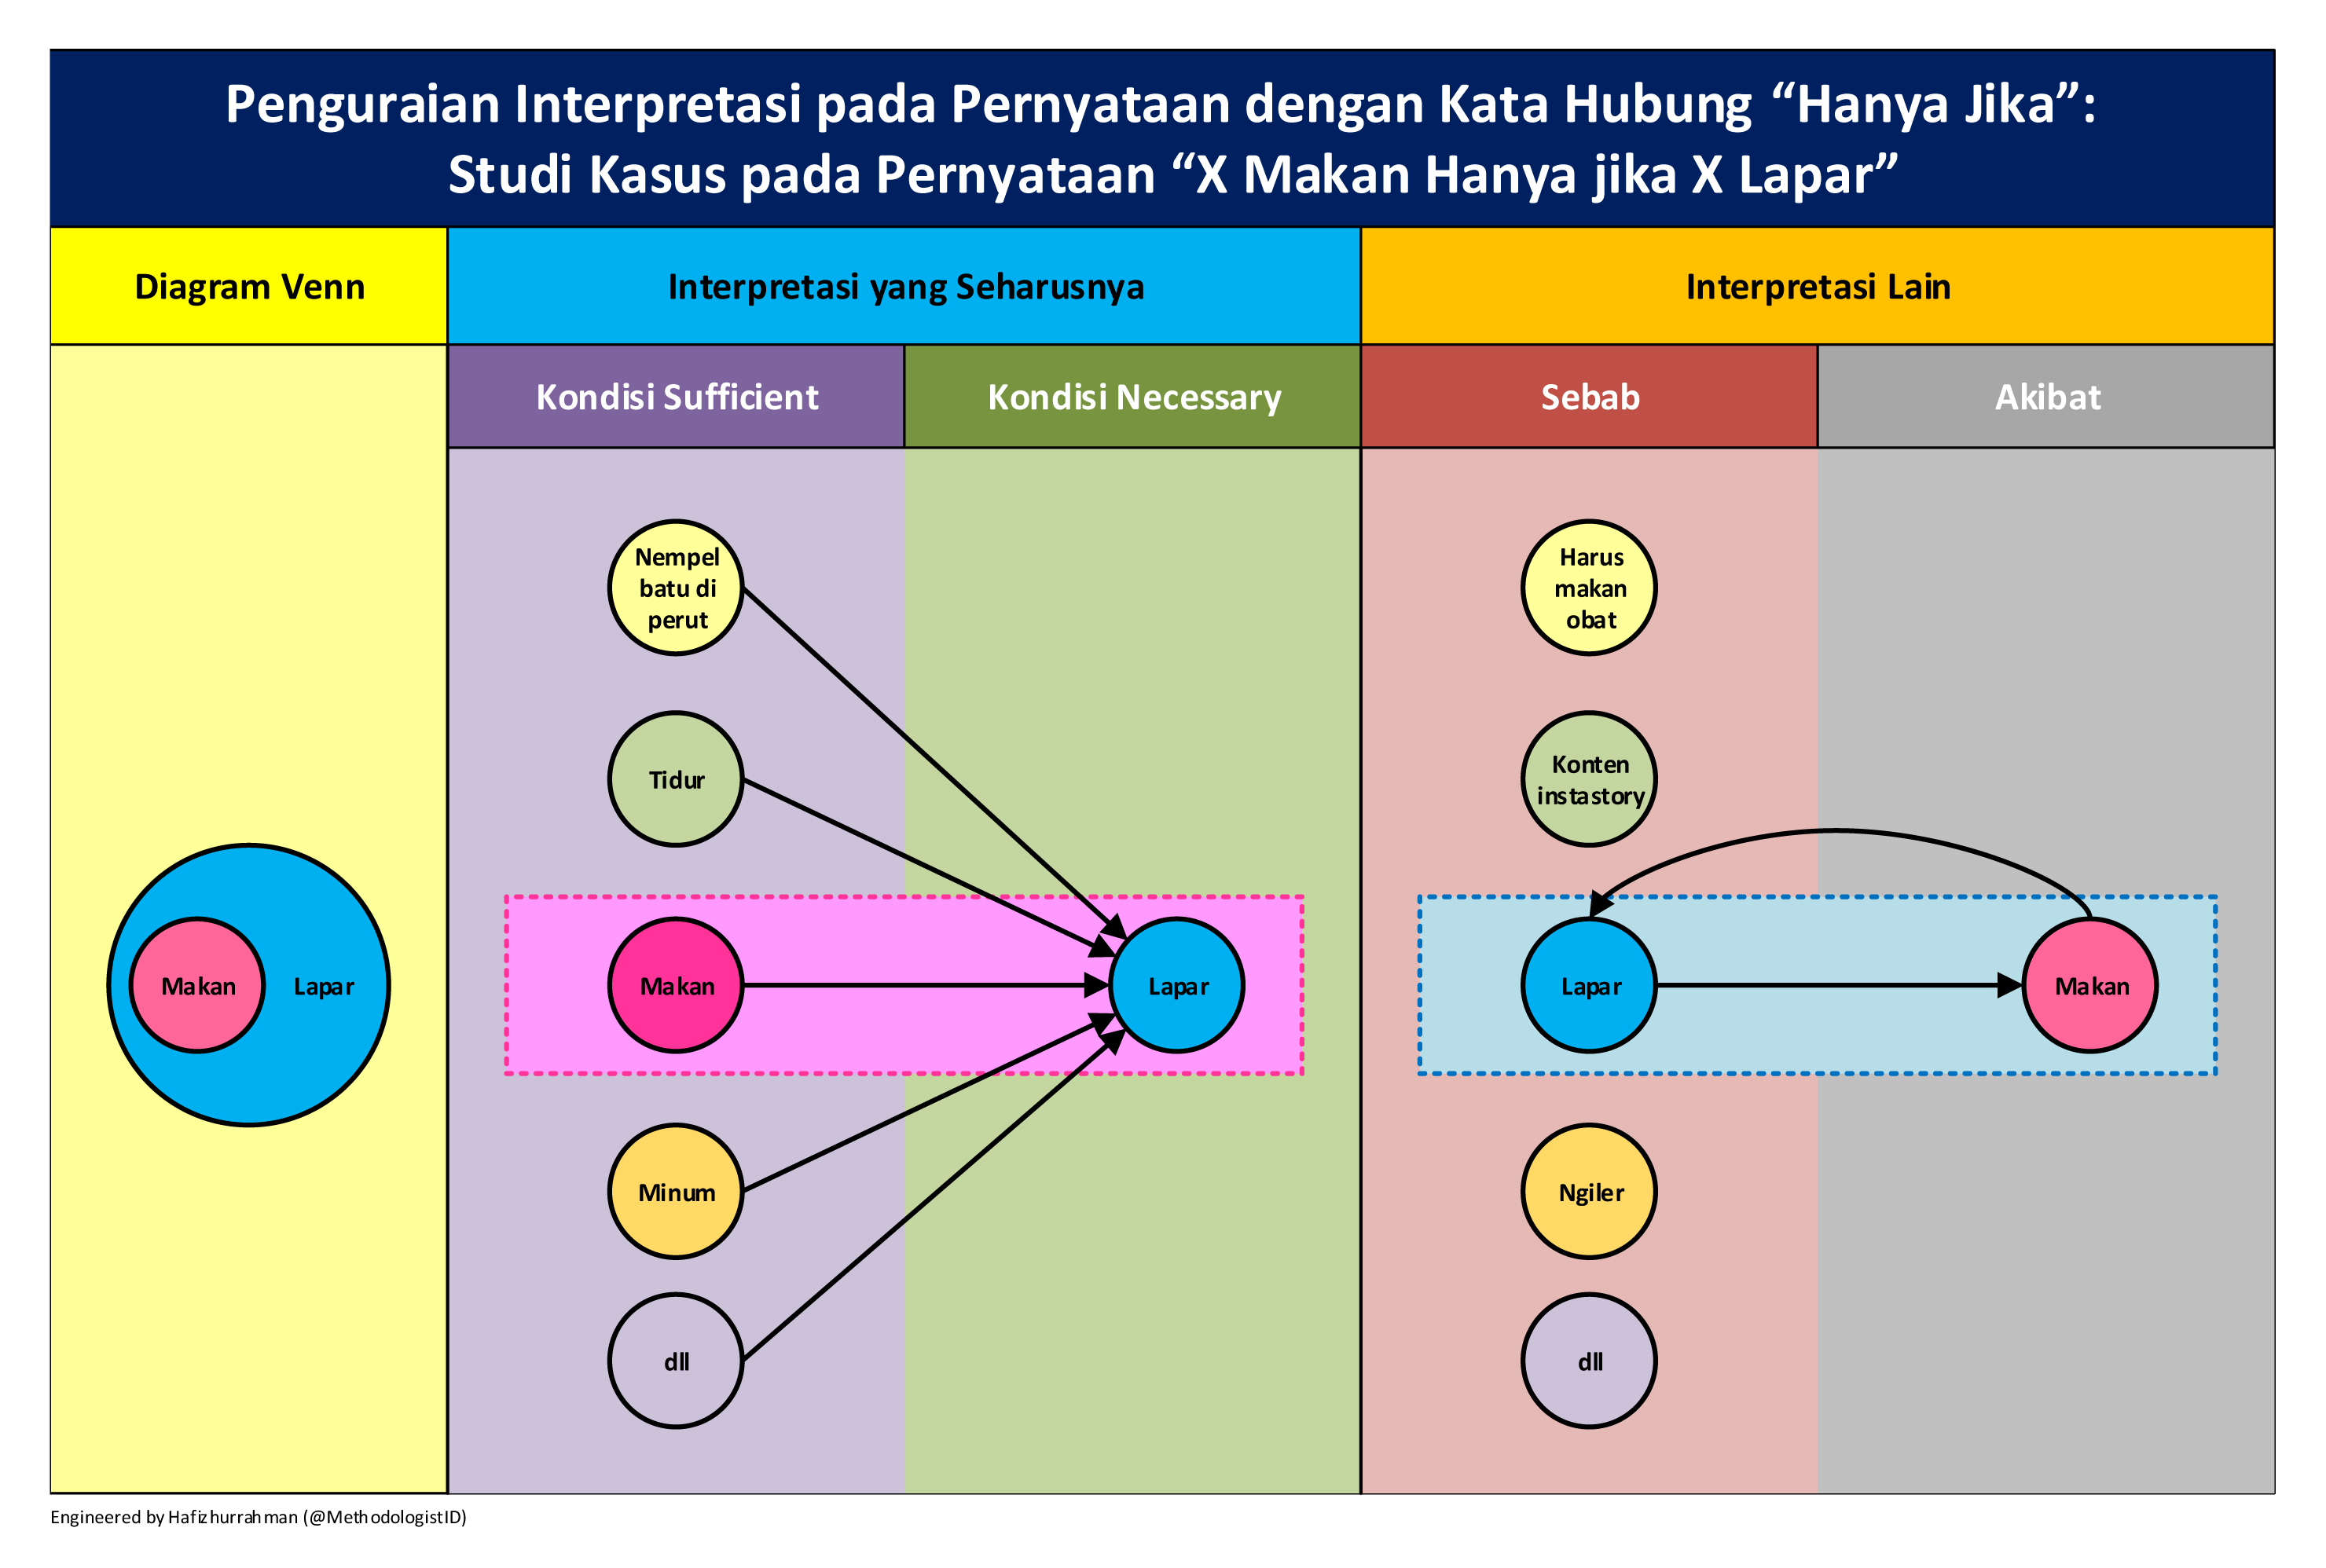 Penguraian Interpretasi pada Pernyataan dengan Kata Hubung “Hanya Jika”:
Studi Kasus pada Pernyataan “X Makan Hanya jika X Lapar”
Diagram Venn
Interpretasi yang Seharusnya
Interpretasi Lain
Kondisi Sufficient
Kondisi Necessary
Sebab
Akibat
Makan
Lapar
Nempel
batu di
perut
Tidur
Makan
Minum
dll
Lapar
Harus
makan
obat
Konten
instastory
Lapar
Ngiler
dll
Makan
Engineered by Hafizhurrahman (@MethodologistID)